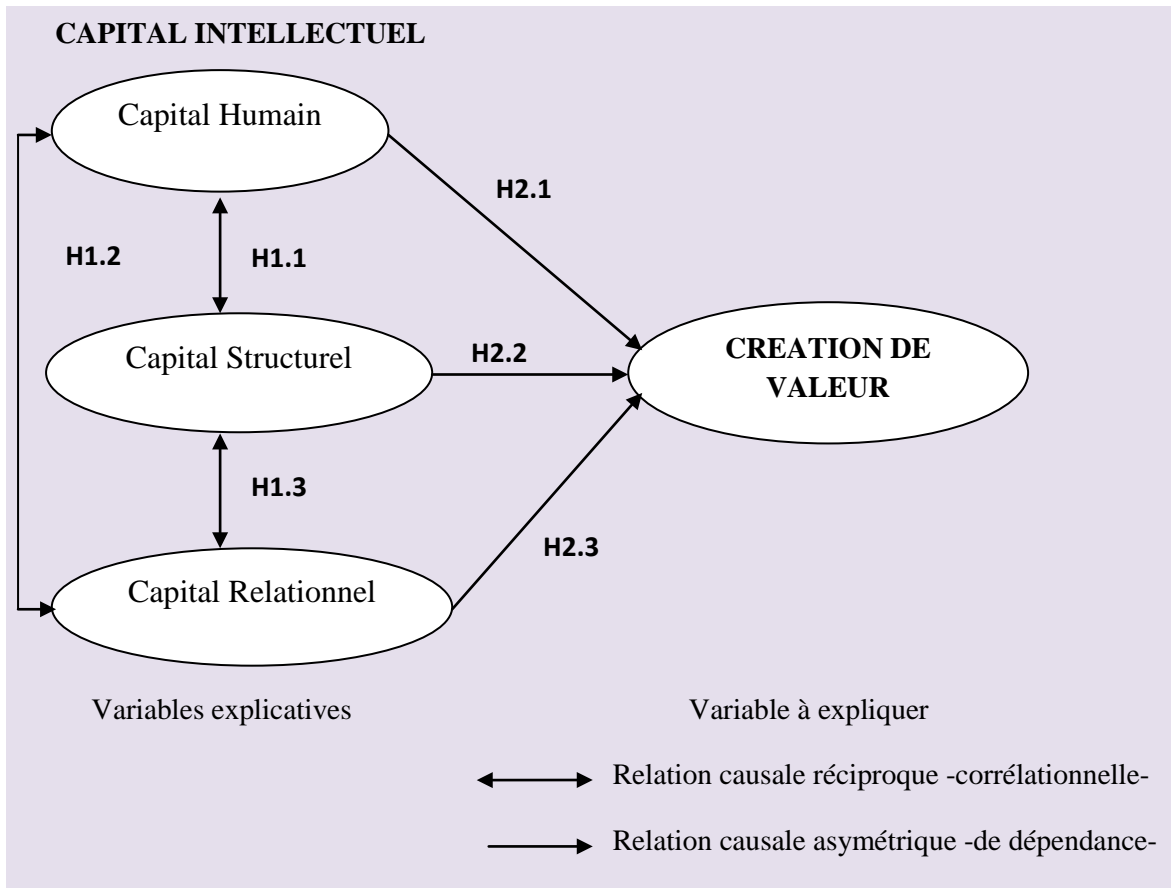 CAPITAL INTELLECTUEL
Capital Humain
H2.1
H1.2
H1.1
Capital Structurel
H2.2
CREATION DE
VALEUR
H1.3
H2.3
Capital Relationnel
Variables explicatives
Variable à expliquer
Relation causale réciproque -corrélationnelle-
Relation causale asymétrique -de dépendance-